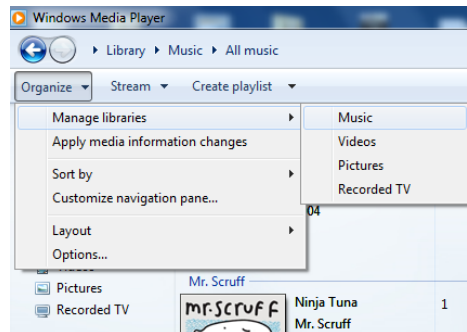 Windows Media Player
Library Music All music
Organize Stream Create playlist
Manage libraries
Apply media information changes
Sort by
Customize navigation pane...
Layout
Options...
Music
Videos
Pictures
Recorded TV
04
Pictures
Recorded TV
Mr. Scruff
mr.scruff
Ninja Tuna
Mr. Scruff
1